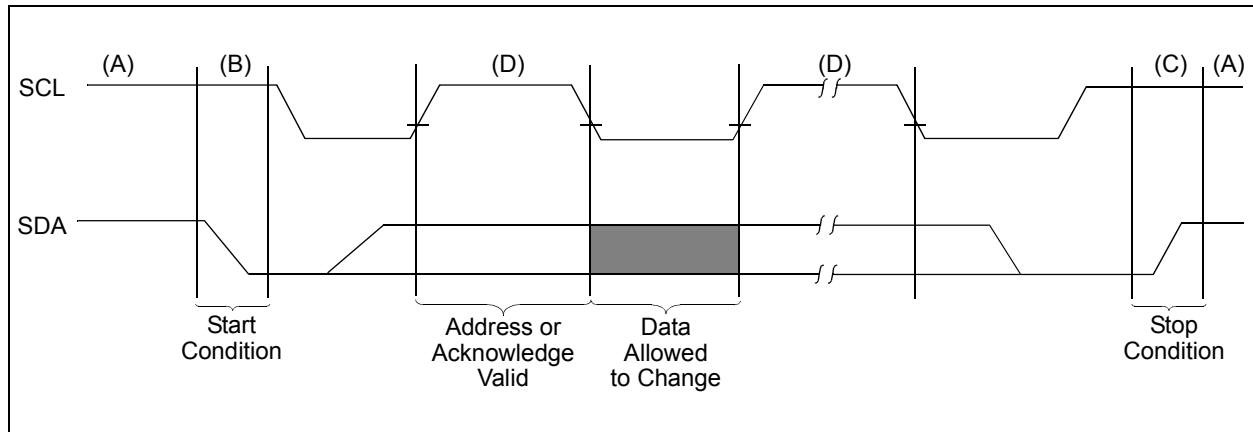 (A)
(B)
(D)
(D)
(C)
(A)
SCL
SDA
Start
Condition
Address or
Acknowledge
Valid
Data
Allowed
to Change
Stop
Condition